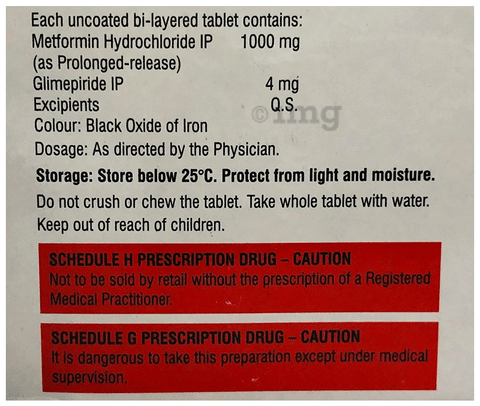 Each uncoated bi-layered tablet contains:
Metformin Hydrochloride IP 1000 mg
(as Prolonged-release)
Glimepiride IP 4 mg
Excipients Q.S.
Colour: Black Oxide of Iron
Dosage: As directed by the Physician.
Storage: Store below 25°C. Protect from light and moisture.
Do not crush or chew the tablet. Take whole tablet with water.
Keep out of reach of children.
SCHEDULE H PRESCRIPTION DRUG – CAUTION
Not to be sold by retail without the prescription of a Registered
Medical Practitioner.
SCHEDULE G PRESCRIPTION DRUG – CAUTION
It is dangerous to take this preparation except under medical
supervision.